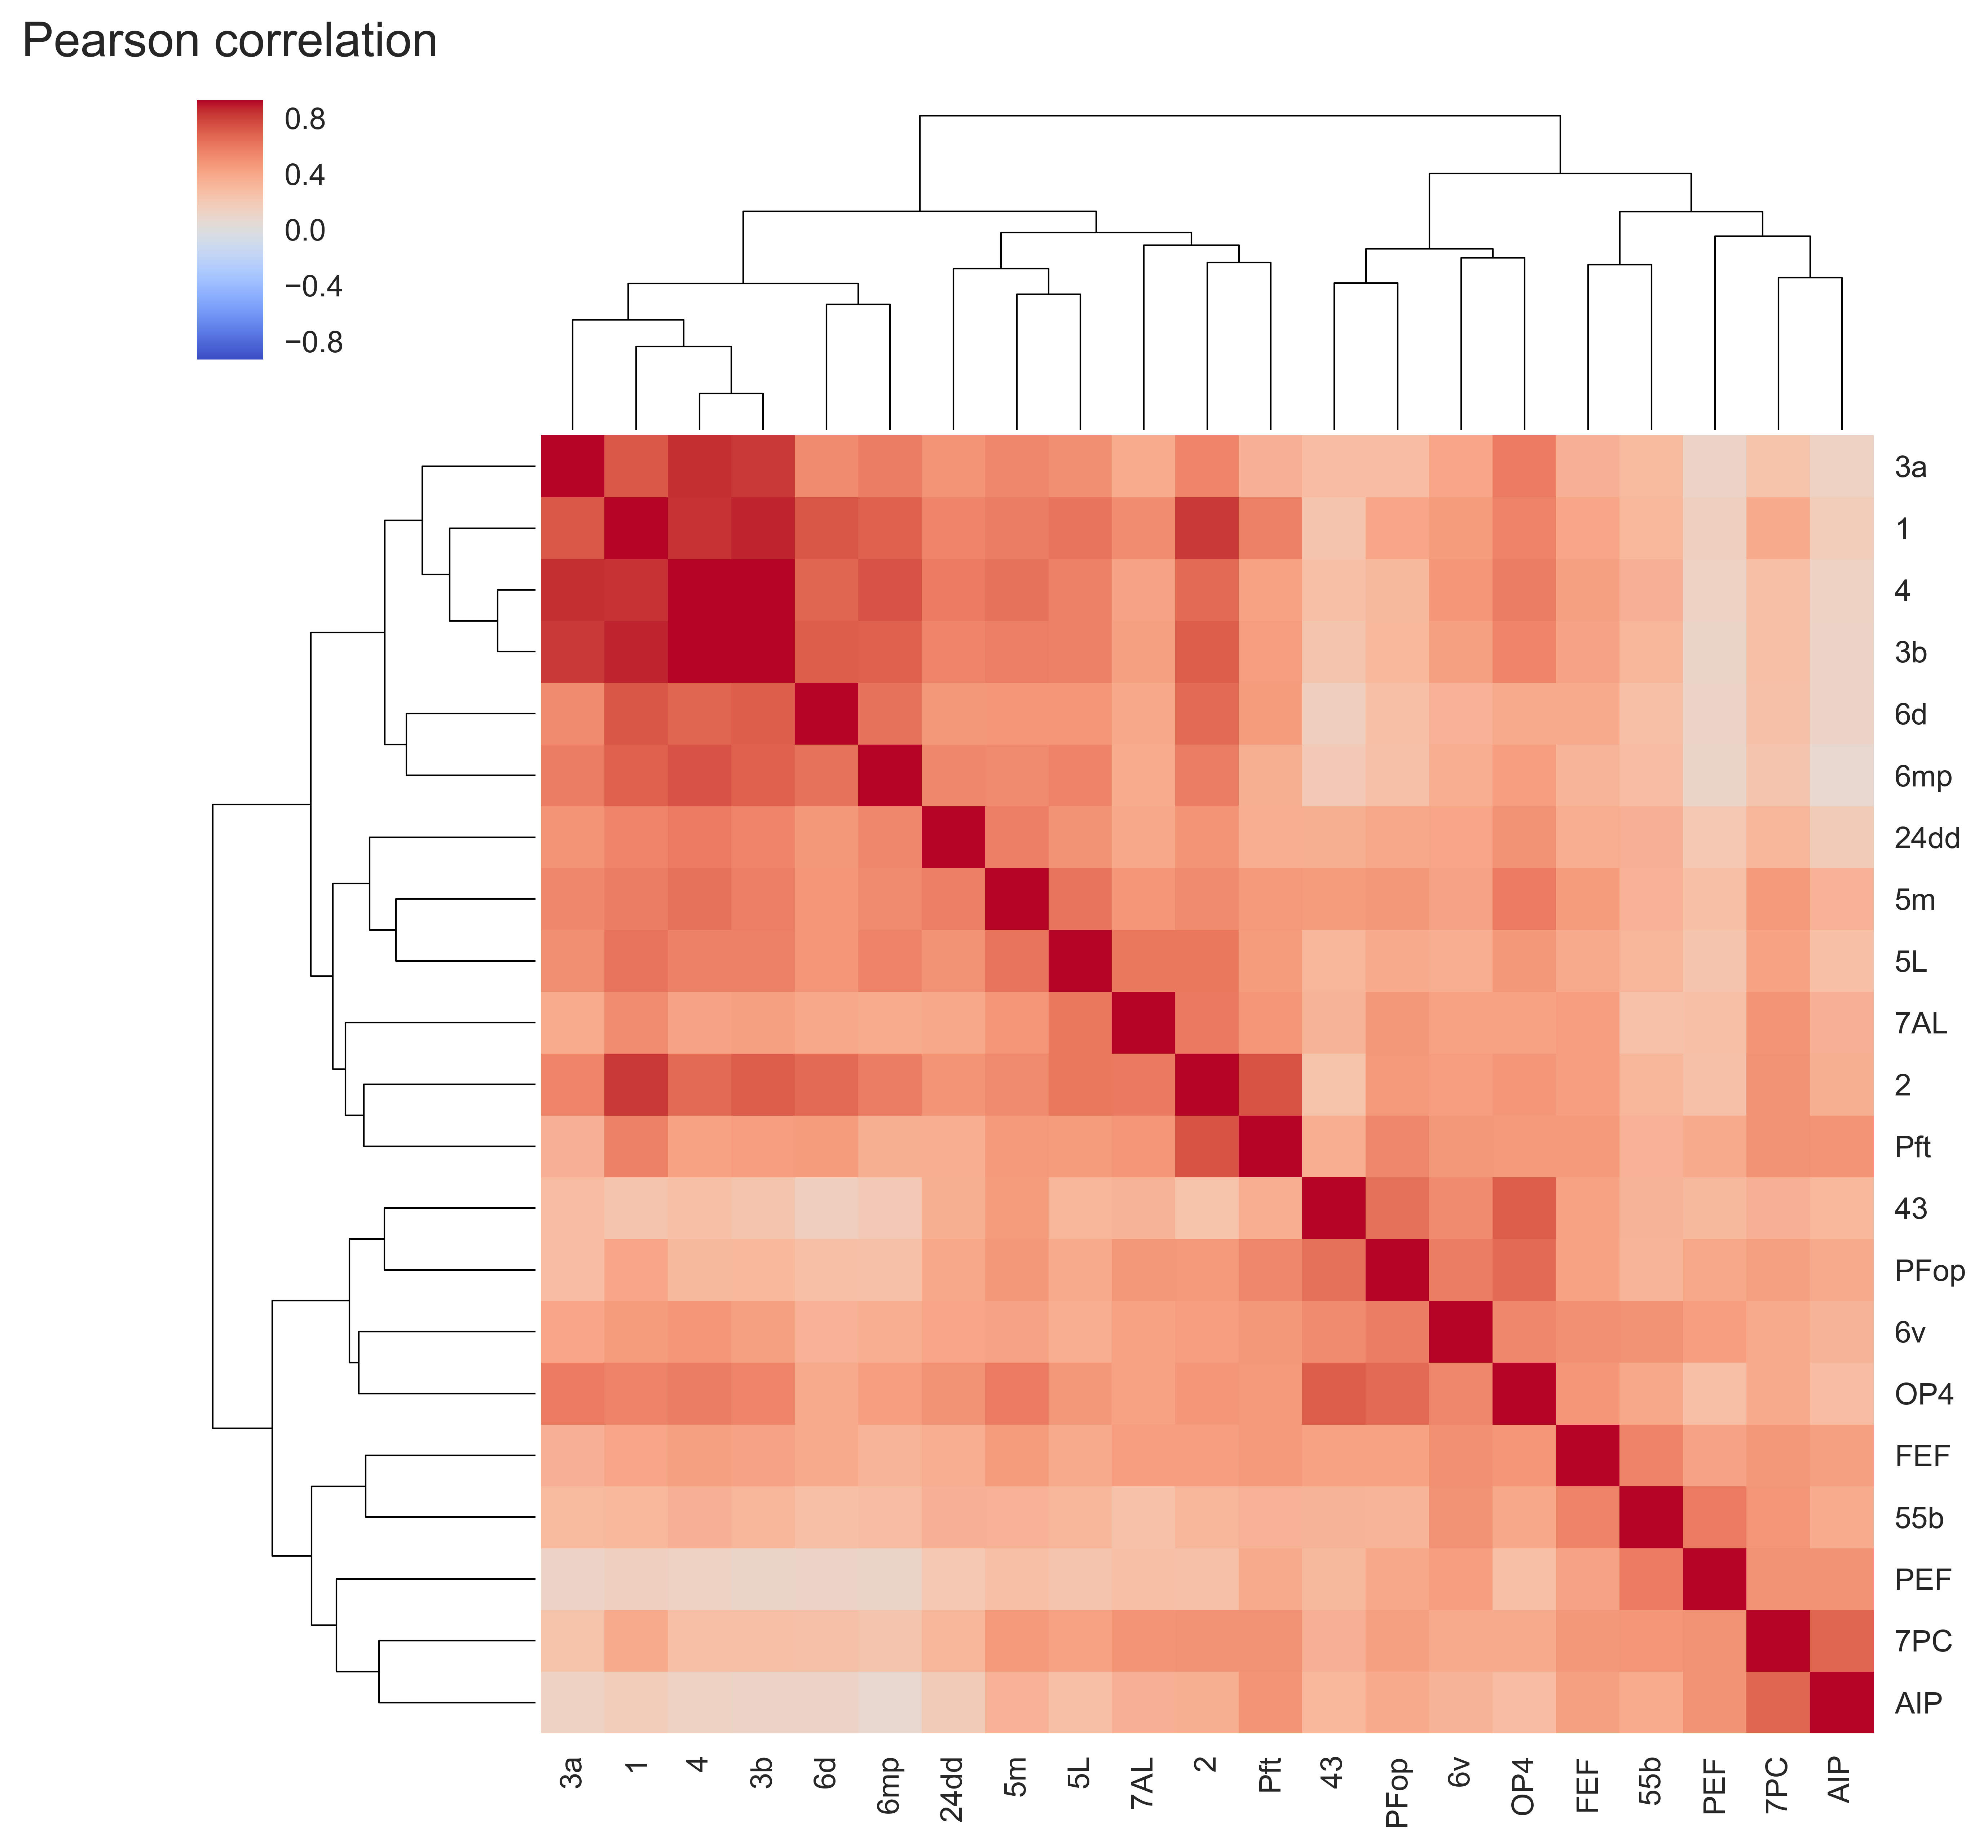 Pearson correlation
0.8
0.4
0.0
−0.4
−0.8
3a
1
4
3b
6d
6mp
24dd
5m
5L
7AL
2
Pft
43
PFop
6v
OP4
FEF
55b
PEF
7PC
AIP
3a 1 4 3b 6d 6mp 24dd 5m 5L 7AL 2 Pft 43 PFop 6v OP4 FEF 55b PEF 7PC AIP